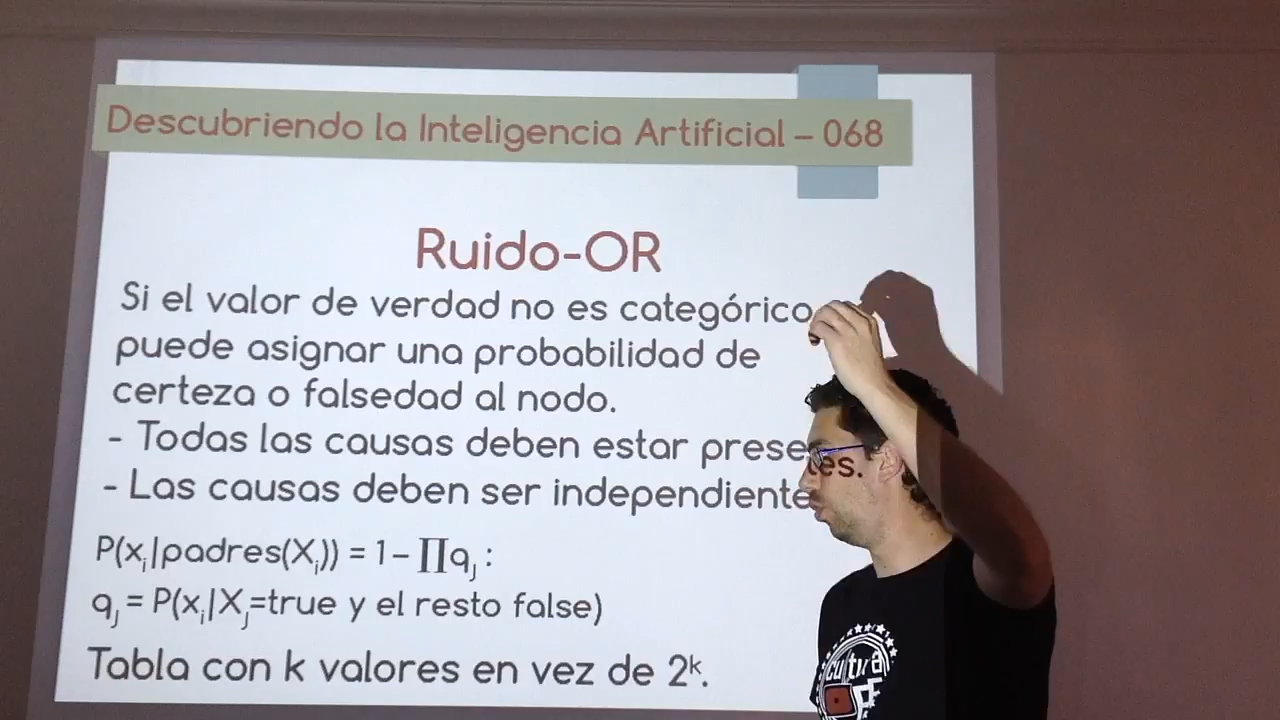 Descubriendo la Inteligencia Artificial – 068
Ruido-OR
Si el valor de verdad no es categórico
puede asignar una probabilidad de
certeza o falsedad al nodo.
- Todas las causas deben estar presentes.
- Las causas deben ser independiente
P(xᵢ|padres(Xᵢ)) = 1- ∏qⱼ :
qⱼ = P(xᵢ|Xⱼ=true y el resto false)
Tabla con k valores en vez de 2ᵏ.